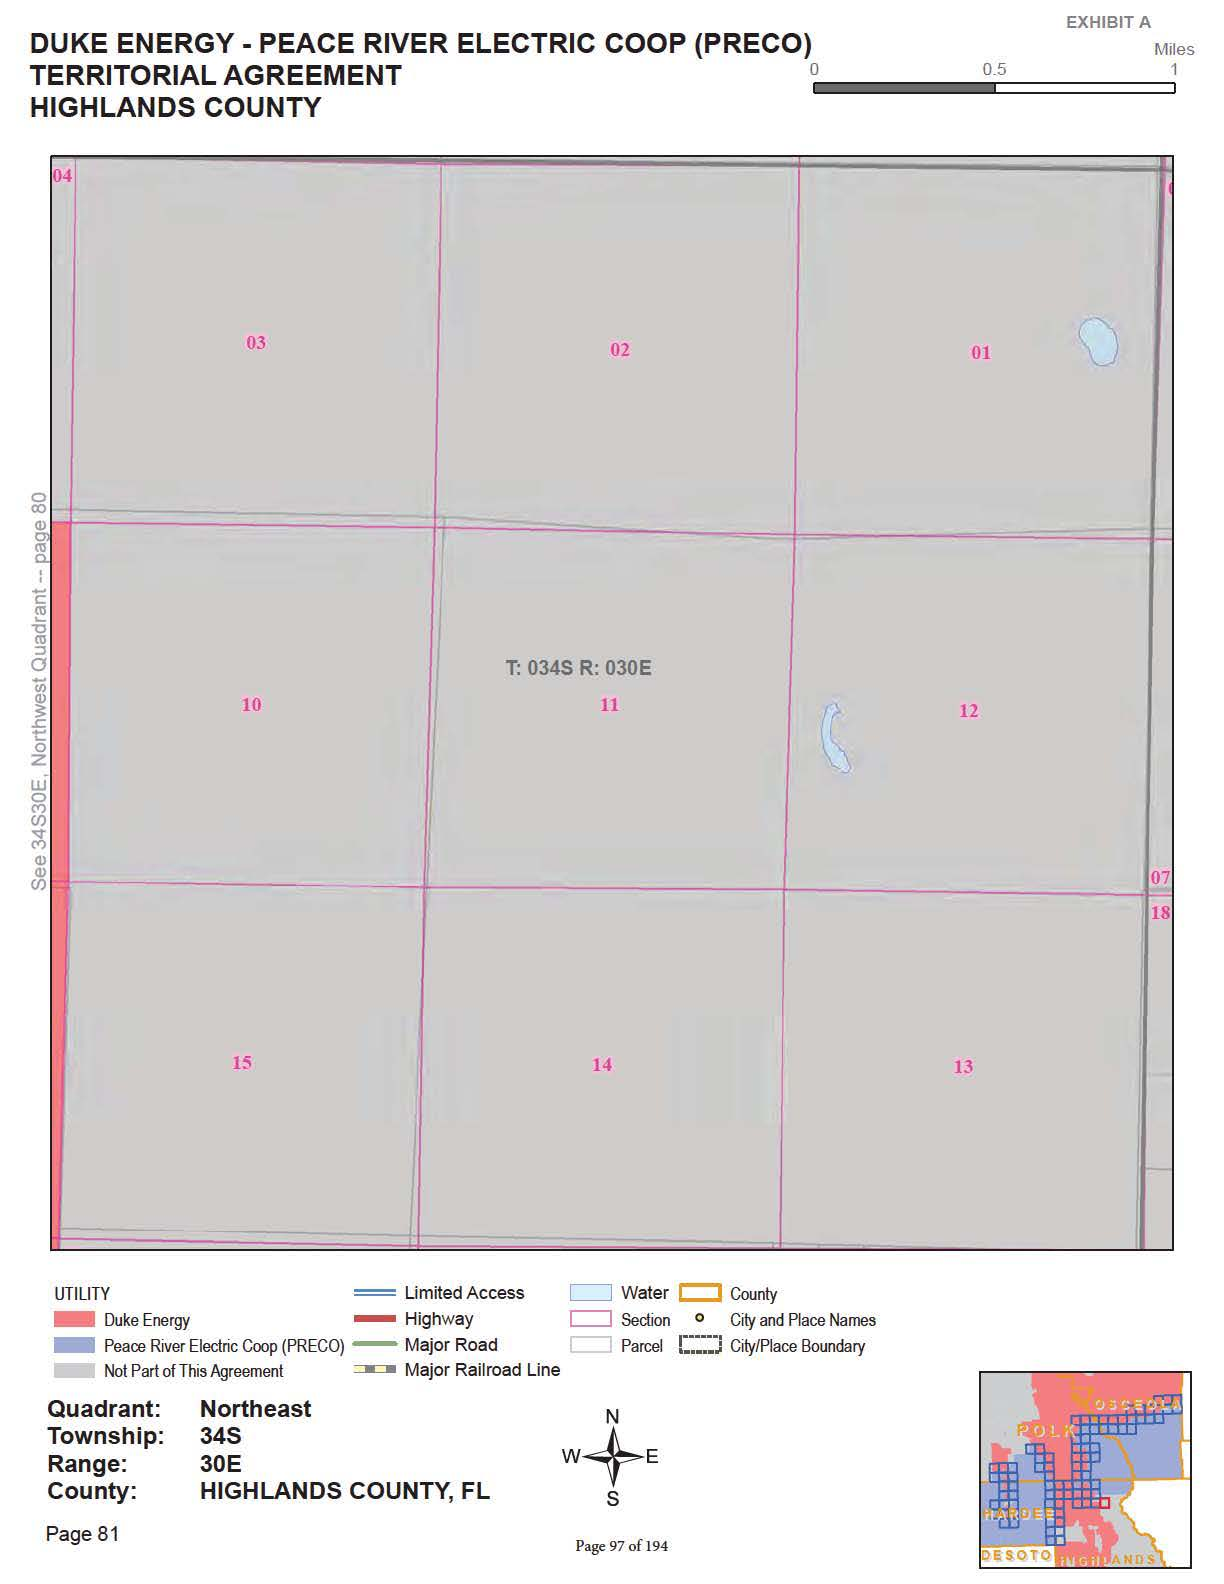 EXHIBIT A
DUKE ENERGY - PEACE RIVER ELECTRIC COOP (PRECO)
TERRITORIAL AGREEMENT
HIGHLANDS COUNTY
Miles
0 0.5 1
04
03 02 01
See 34S30E, Northwest Quadrant -- page 80
T: 034S R: 030E
10 11 12
07
18
15 14 13
UTILITY
Duke Energy
Peace River Electric Coop (PRECO)
Not Part of This Agreement
Limited Access
Highway
Major Road
Major Railroad Line
Water
Section
Parcel
County
City and Place Names
City/Place Boundary
Quadrant: Northeast
Township: 34S
Range: 30E
County: HIGHLANDS COUNTY, FL
Page 81
N
W E
S
Page 97 of 194
OSCEOLA
POLK
HARDEE
DESOTO
HIGHLANDS